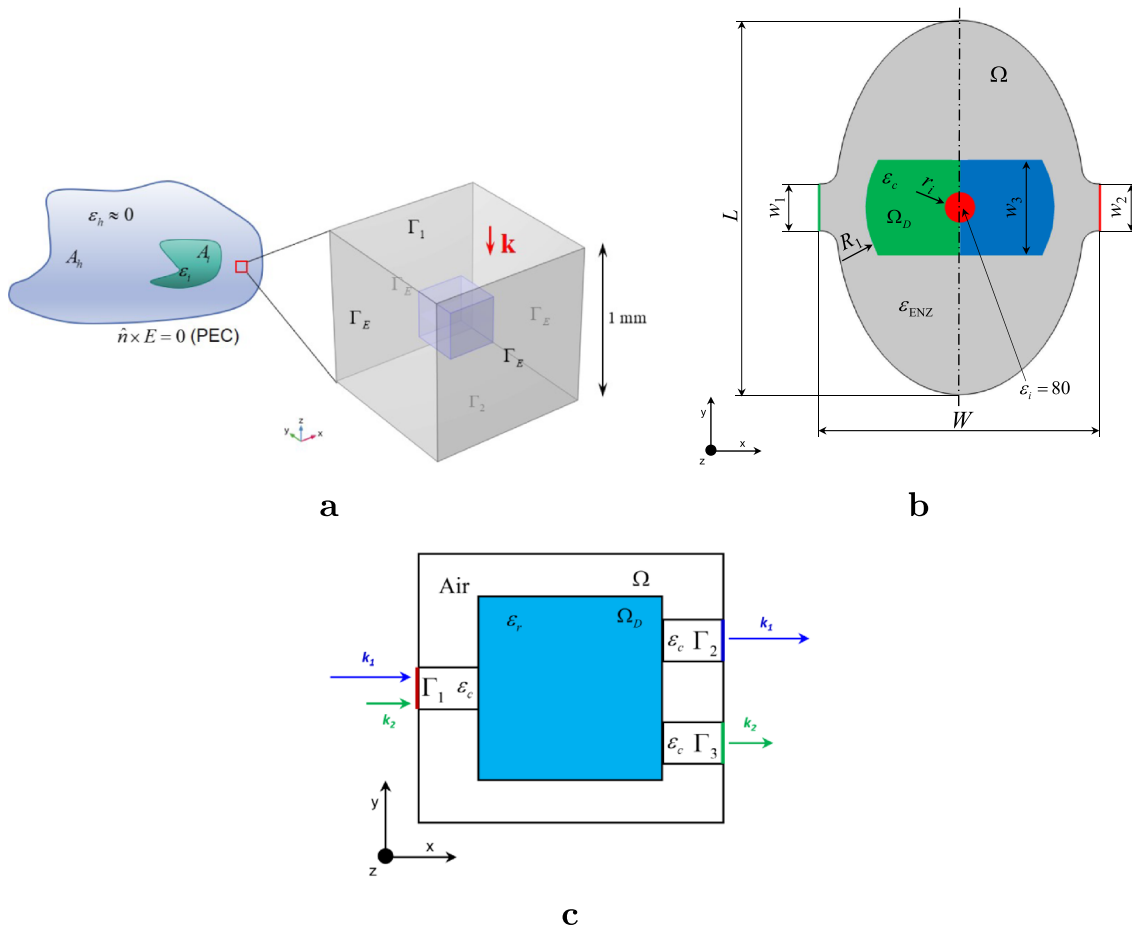 ε_h ≈ 0
A_h
A_i
ε_i
n̂ × E = 0 (PEC)
Γ_1
k
Γ_E
Γ_E
Γ_E
Γ_E
Γ_2
1 mm
z
y
x
a
Ω
L
w_1
ε_c
r_i
w_3
w_2
Ω_D
R_1
ε_ENZ
ε_i = 80
W
y
x
z
b
Air
Ω
ε_r
Ω_D
k_1
ε_c Γ_2
k_1
Γ_1 ε_c
k_2
ε_c Γ_3
k_2
y
x
z
c